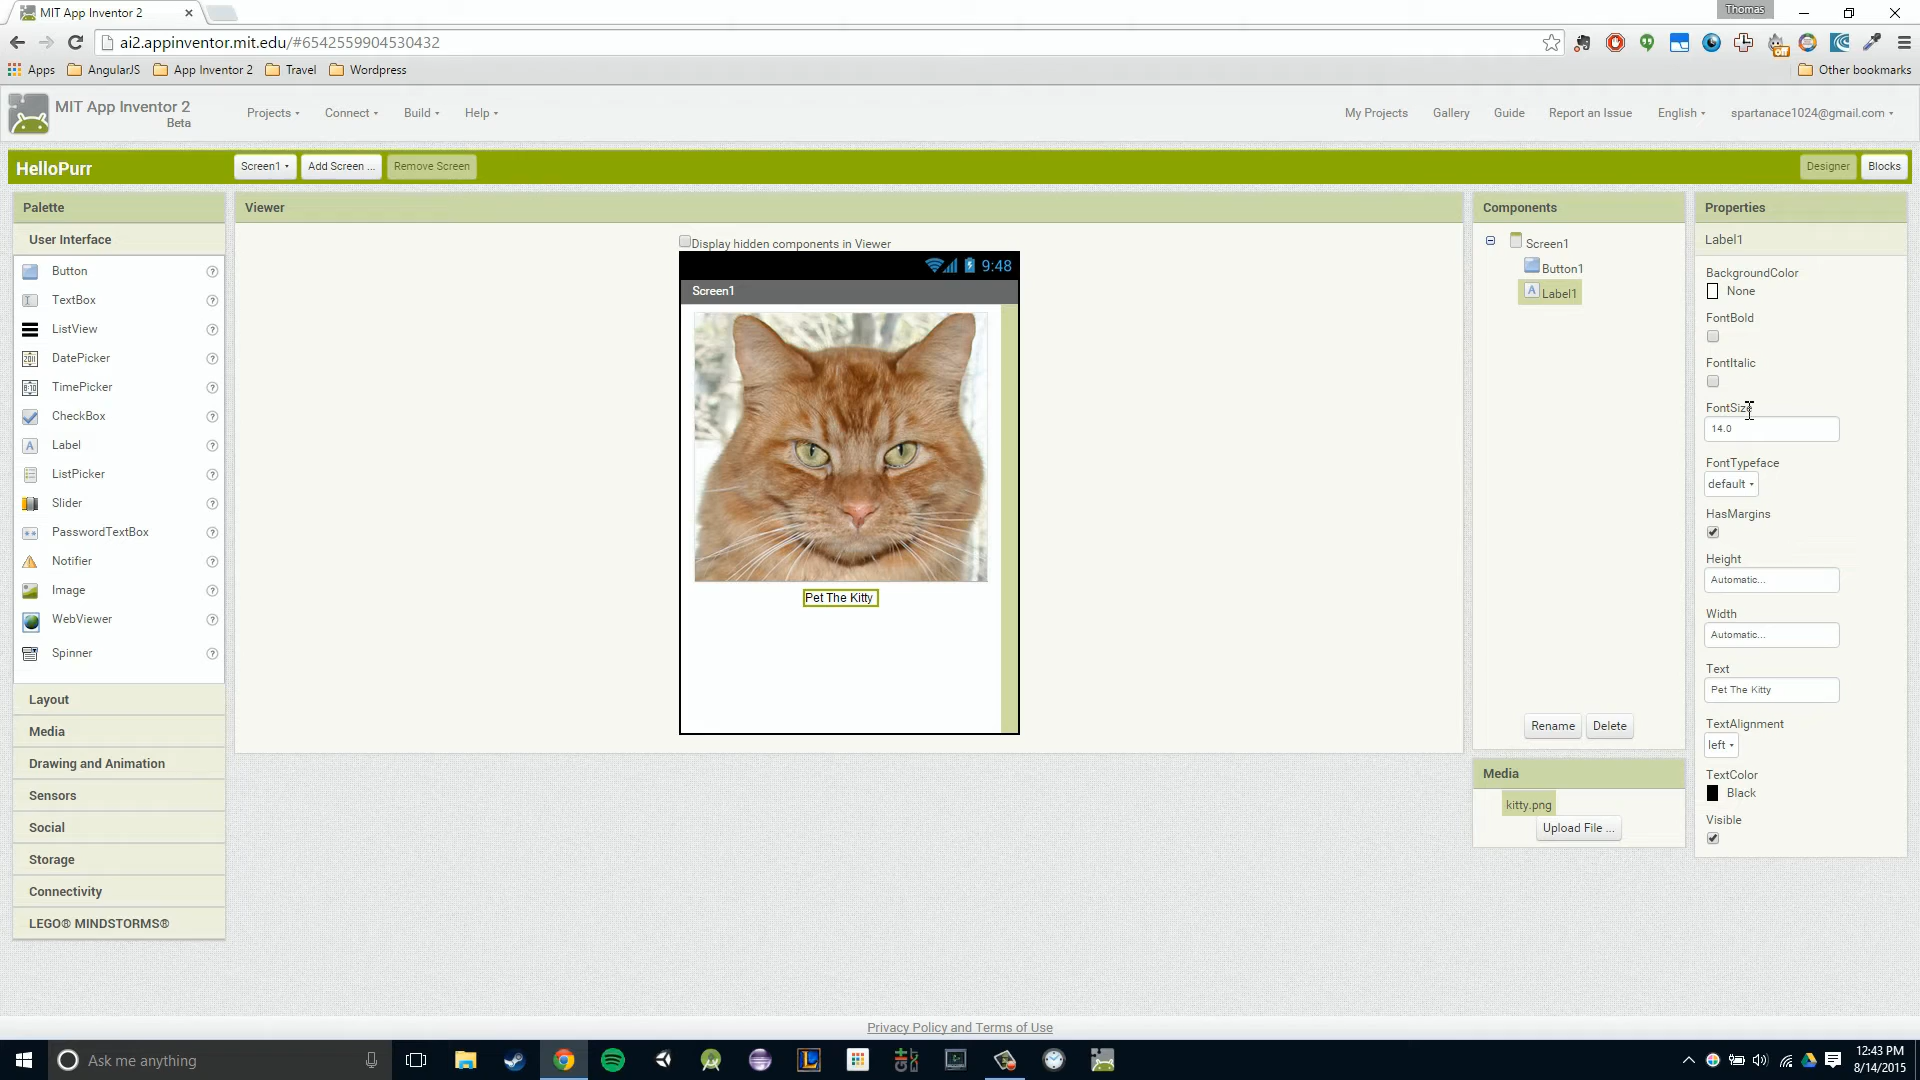 MIT App Inventor 2
Thomas
ai2.appinventor.mit.edu/#6542559904530432
Off
Apps AngularJS App Inventor 2 Travel Wordpress Other bookmarks
MIT App Inventor 2
Beta
Projects Connect Build Help My Projects Gallery Guide Report an Issue English spartanace1024@gmail.com
HelloPurr Screen1 Add Screen ... Remove Screen Designer Blocks
Palette
User Interface
Button ?
TextBox ?
ListView ?
DatePicker ?
TimePicker ?
CheckBox ?
Label ?
ListPicker ?
Slider ?
PasswordTextBox ?
Notifier ?
Image ?
WebViewer ?
Spinner ?
Layout
Media
Drawing and Animation
Sensors
Social
Storage
Connectivity
LEGO® MINDSTORMS®
Viewer
Display hidden components in Viewer
9:48
Screen1
Pet The Kitty
Components
Screen1
Button1
A Label1
Rename Delete
Media
kitty.png
Upload File ...
Properties
Label1
BackgroundColor
None
FontBold
FontItalic
FontSize
14.0
FontTypeface
default
HasMargins
Height
Automatic...
Width
Automatic...
Text
Pet The Kitty
TextAlignment
left
TextColor
Black
Visible
Privacy Policy and Terms of Use
Ask me anything
12:43 PM
8/14/2015